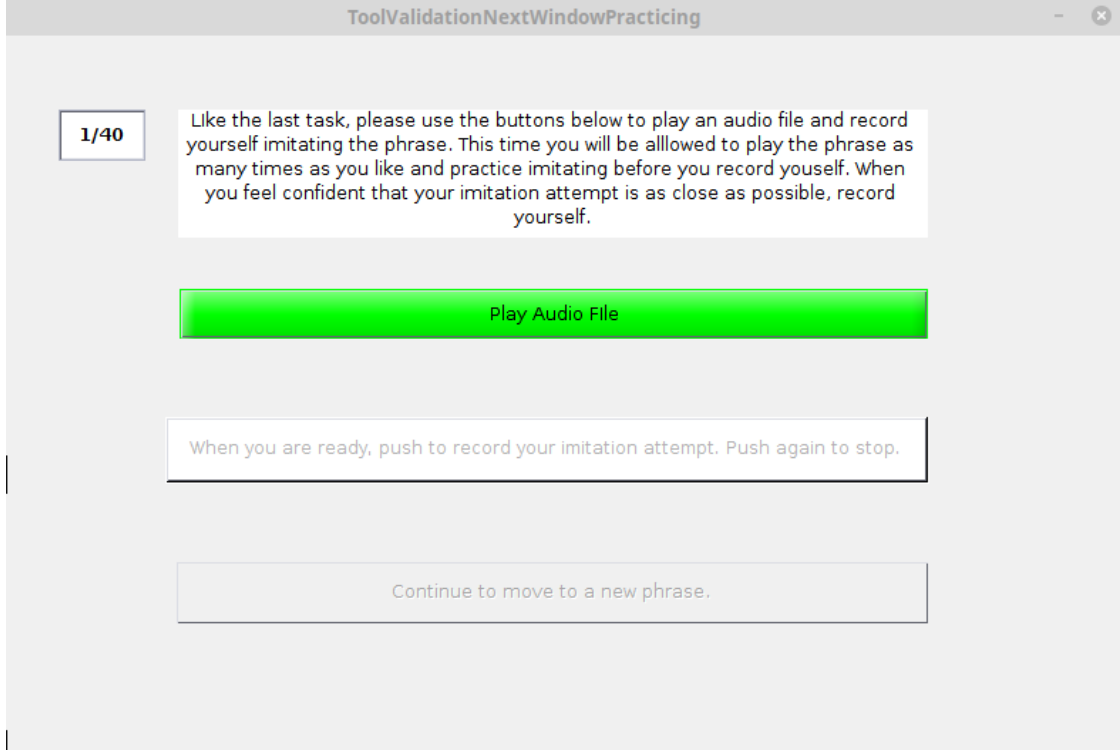 ToolValidationNextWindowPracticing
1/40
LIke the last task, please use the buttons below to play an audio file and record
yourself imitating the phrase. This time you will be alllowed to play the phrase as
many times as you like and practice imitating before you record youself. When
you feel confident that your imitation attempt is as close as possible, record
yourself.
Play Audio FIle
When you are ready, push to record your imitation attempt. Push again to stop.
Continue to move to a new phrase.